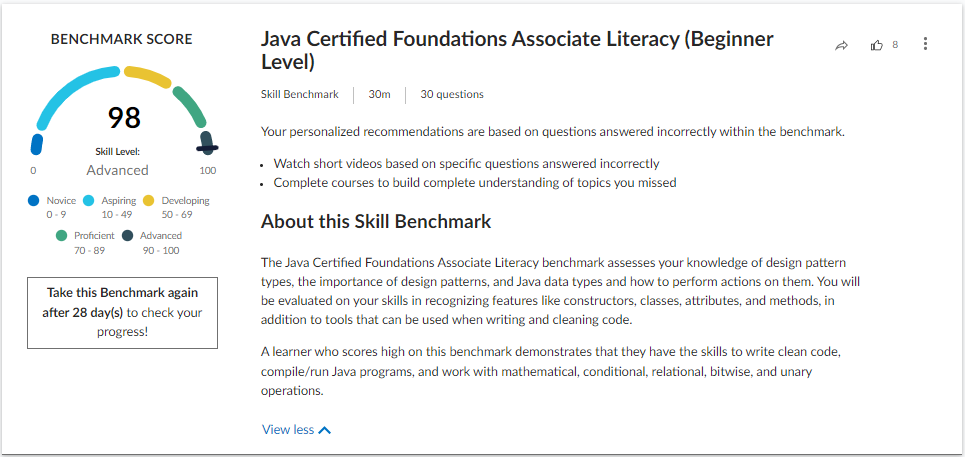 BENCHMARK SCORE
98
Skill Level:
Advanced
0
100
Novice
0 - 9
Aspiring
10 - 49
Developing
50 - 69
Proficient
70 - 89
Advanced
90 - 100
Take this Benchmark again
after 28 day(s) to check your
progress!
Java Certified Foundations Associate Literacy (Beginner
Level)
8
Skill Benchmark
30m
30 questions
Your personalized recommendations are based on questions answered incorrectly within the benchmark.
• Watch short videos based on specific questions answered incorrectly
• Complete courses to build complete understanding of topics you missed
About this Skill Benchmark
The Java Certified Foundations Associate Literacy benchmark assesses your knowledge of design pattern
types, the importance of design patterns, and Java data types and how to perform actions on them. You will
be evaluated on your skills in recognizing features like constructors, classes, attributes, and methods, in
addition to tools that can be used when writing and cleaning code.
A learner who scores high on this benchmark demonstrates that they have the skills to write clean code,
compile/run Java programs, and work with mathematical, conditional, relational, bitwise, and unary
operations.
View less